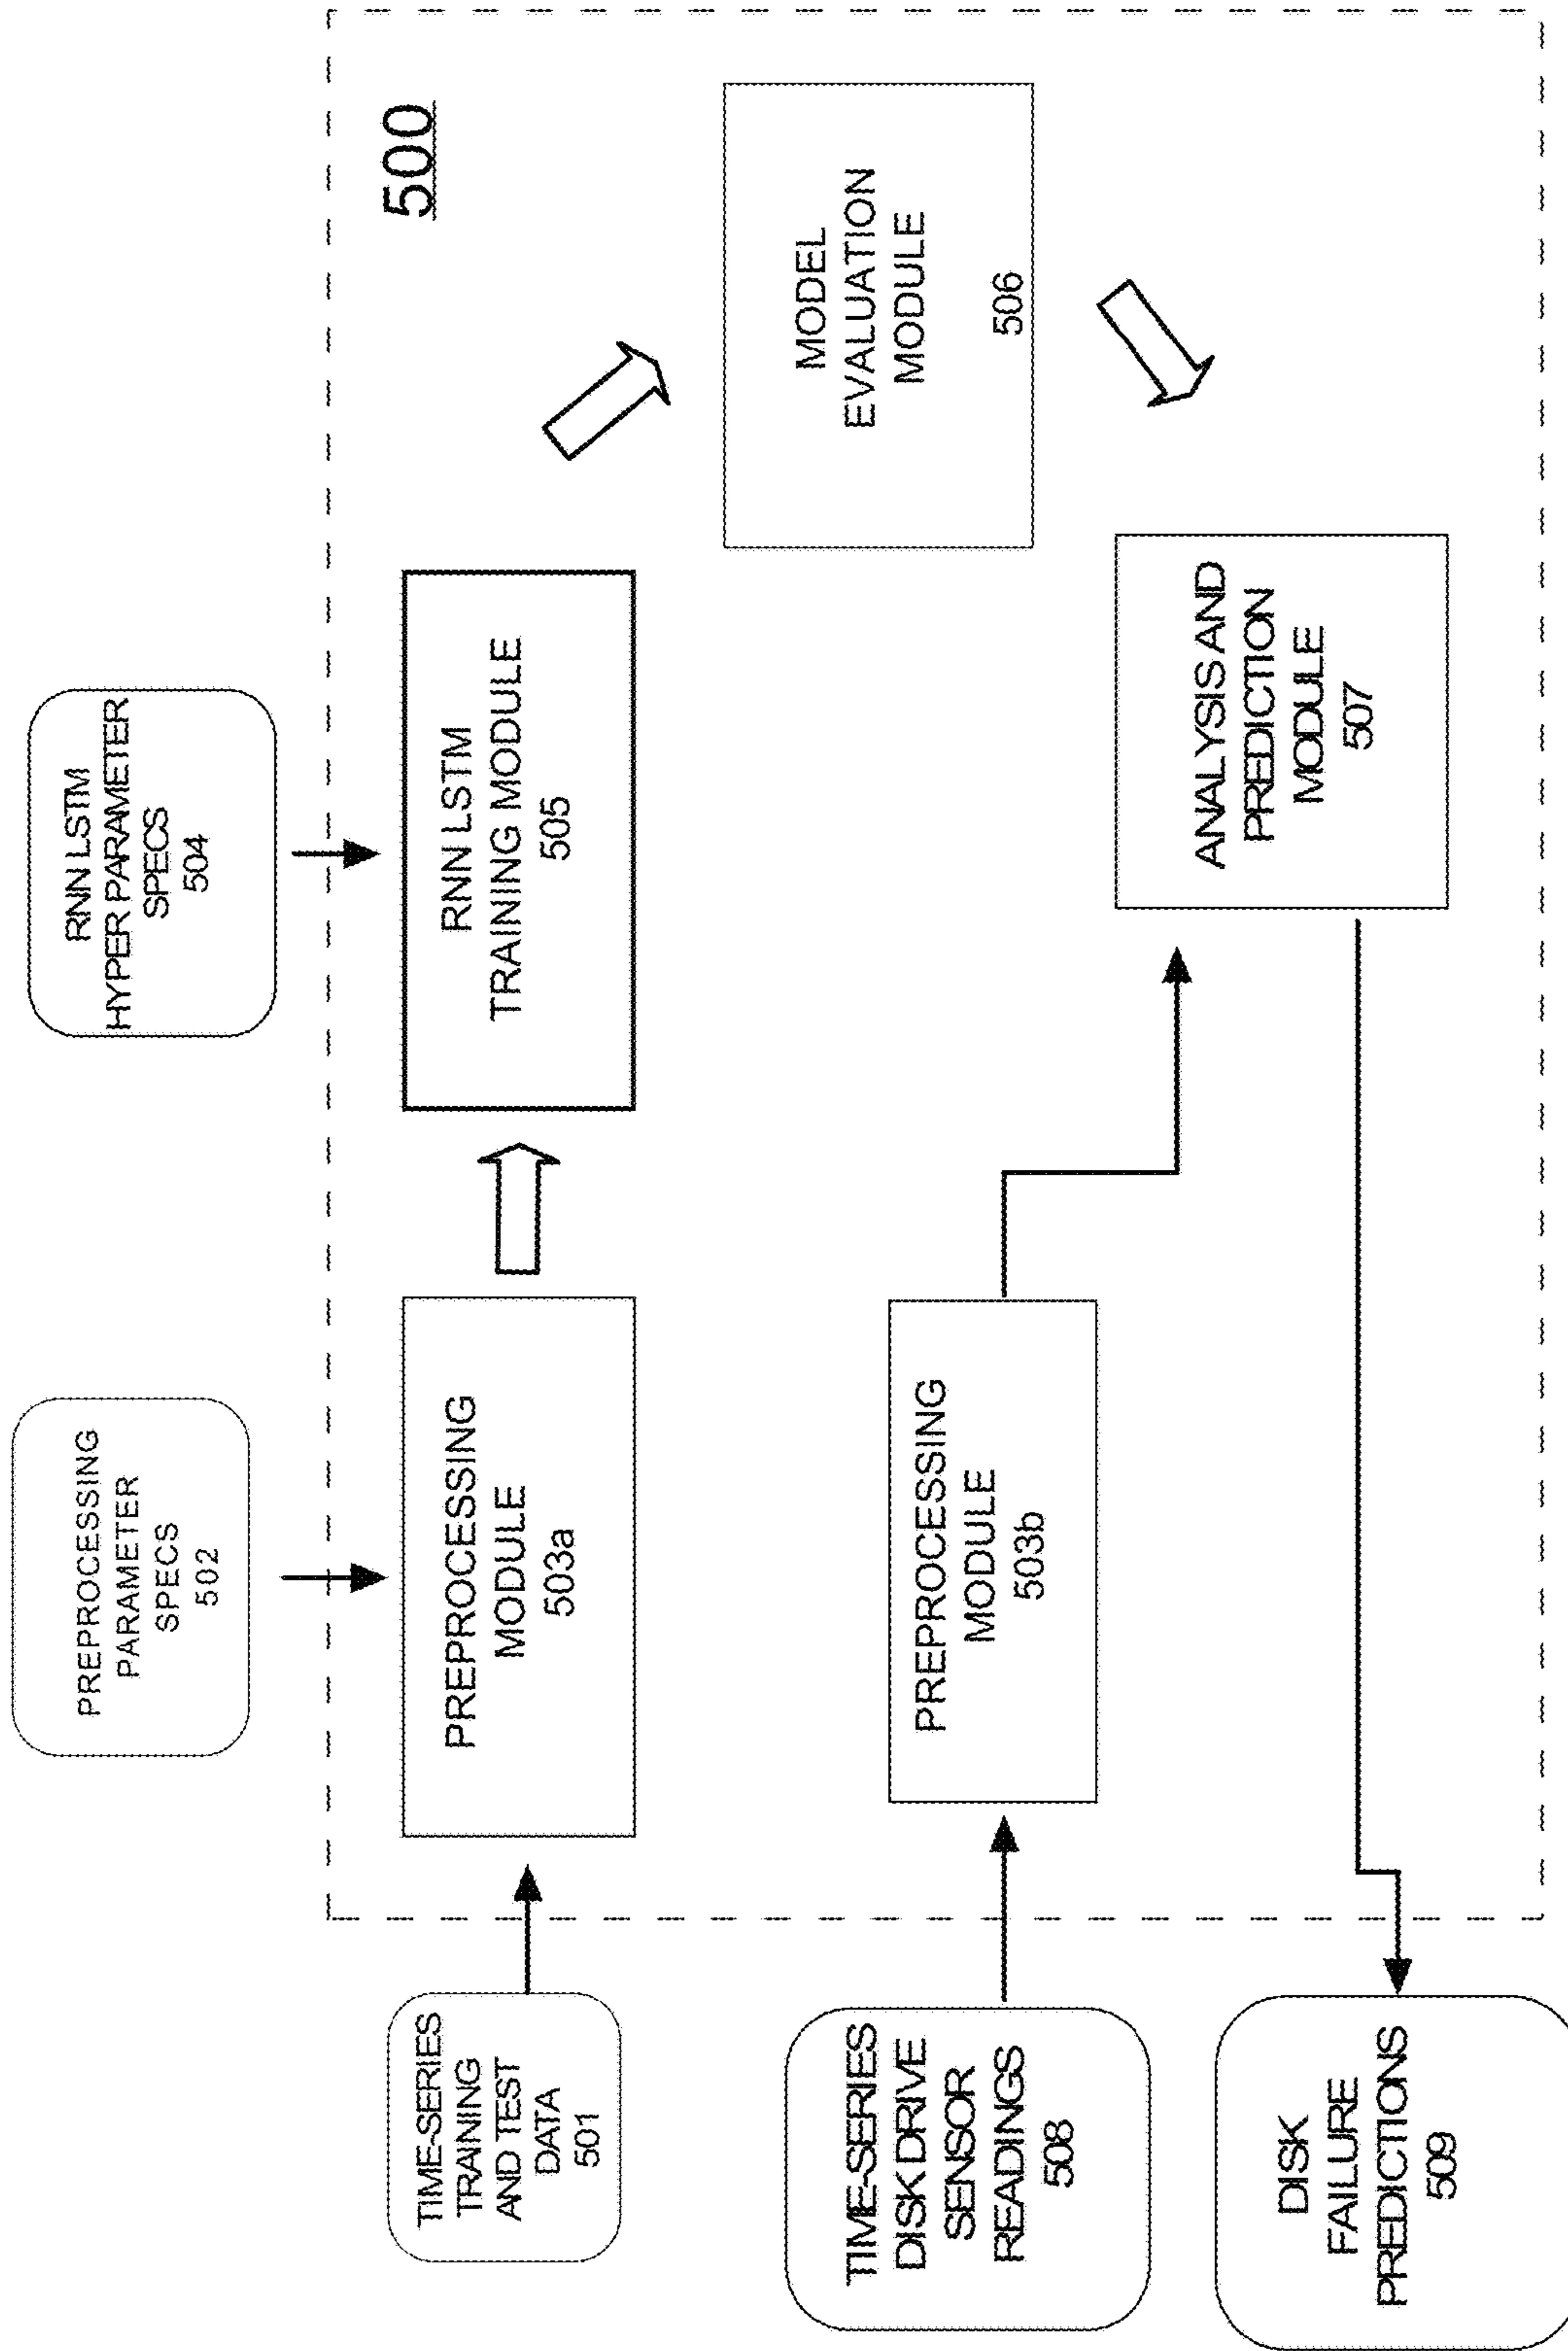 PREPROCESSING
PARAMETER
SPECS
502
RNN LSTM
HYPER PARAMETER
SPECS
504
500
TIME-SERIES
TRAINING
AND TEST
DATA
501
PREPROCESSING
MODULE
503a
RNN LSTM
TRAINING MODULE
505
MODEL
EVALUATION
MODULE
506
TIME-SERIES
DISK DRIVE
SENSOR
READINGS
508
PREPROCESSING
MODULE
503b
ANALYSIS AND
PREDICTION
MODULE
507
DISK
FAILURE
PREDICTIONS
509